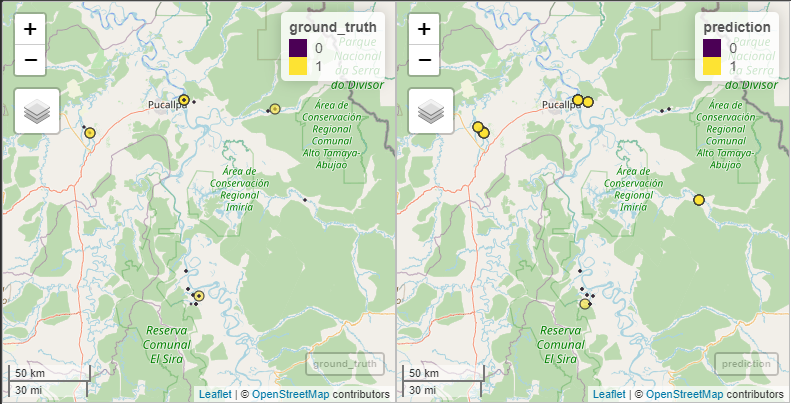 +
−
ground_truth
0
1
Parque
Nacional
da Serra
do Divisor
Pucallpa
Área de
Conservación
Regional
Comunal
Alto Tamaya-
Abujao
Área de
Conservación
Regional
Imiría
Reserva
Comunal
El Sira
ground_truth
50 km
30 mi
Leaflet | © OpenStreetMap contributors
+
−
prediction
0
1
Parque
Nacional
da Serra
do Divisor
Pucallpa
Área de
Conservación
Regional
Comunal
Alto Tamaya-
Abujao
Área de
Conservación
Regional
Imiría
Reserva
Comunal
El Sira
prediction
50 km
30 mi
Leaflet | © OpenStreetMap contributors